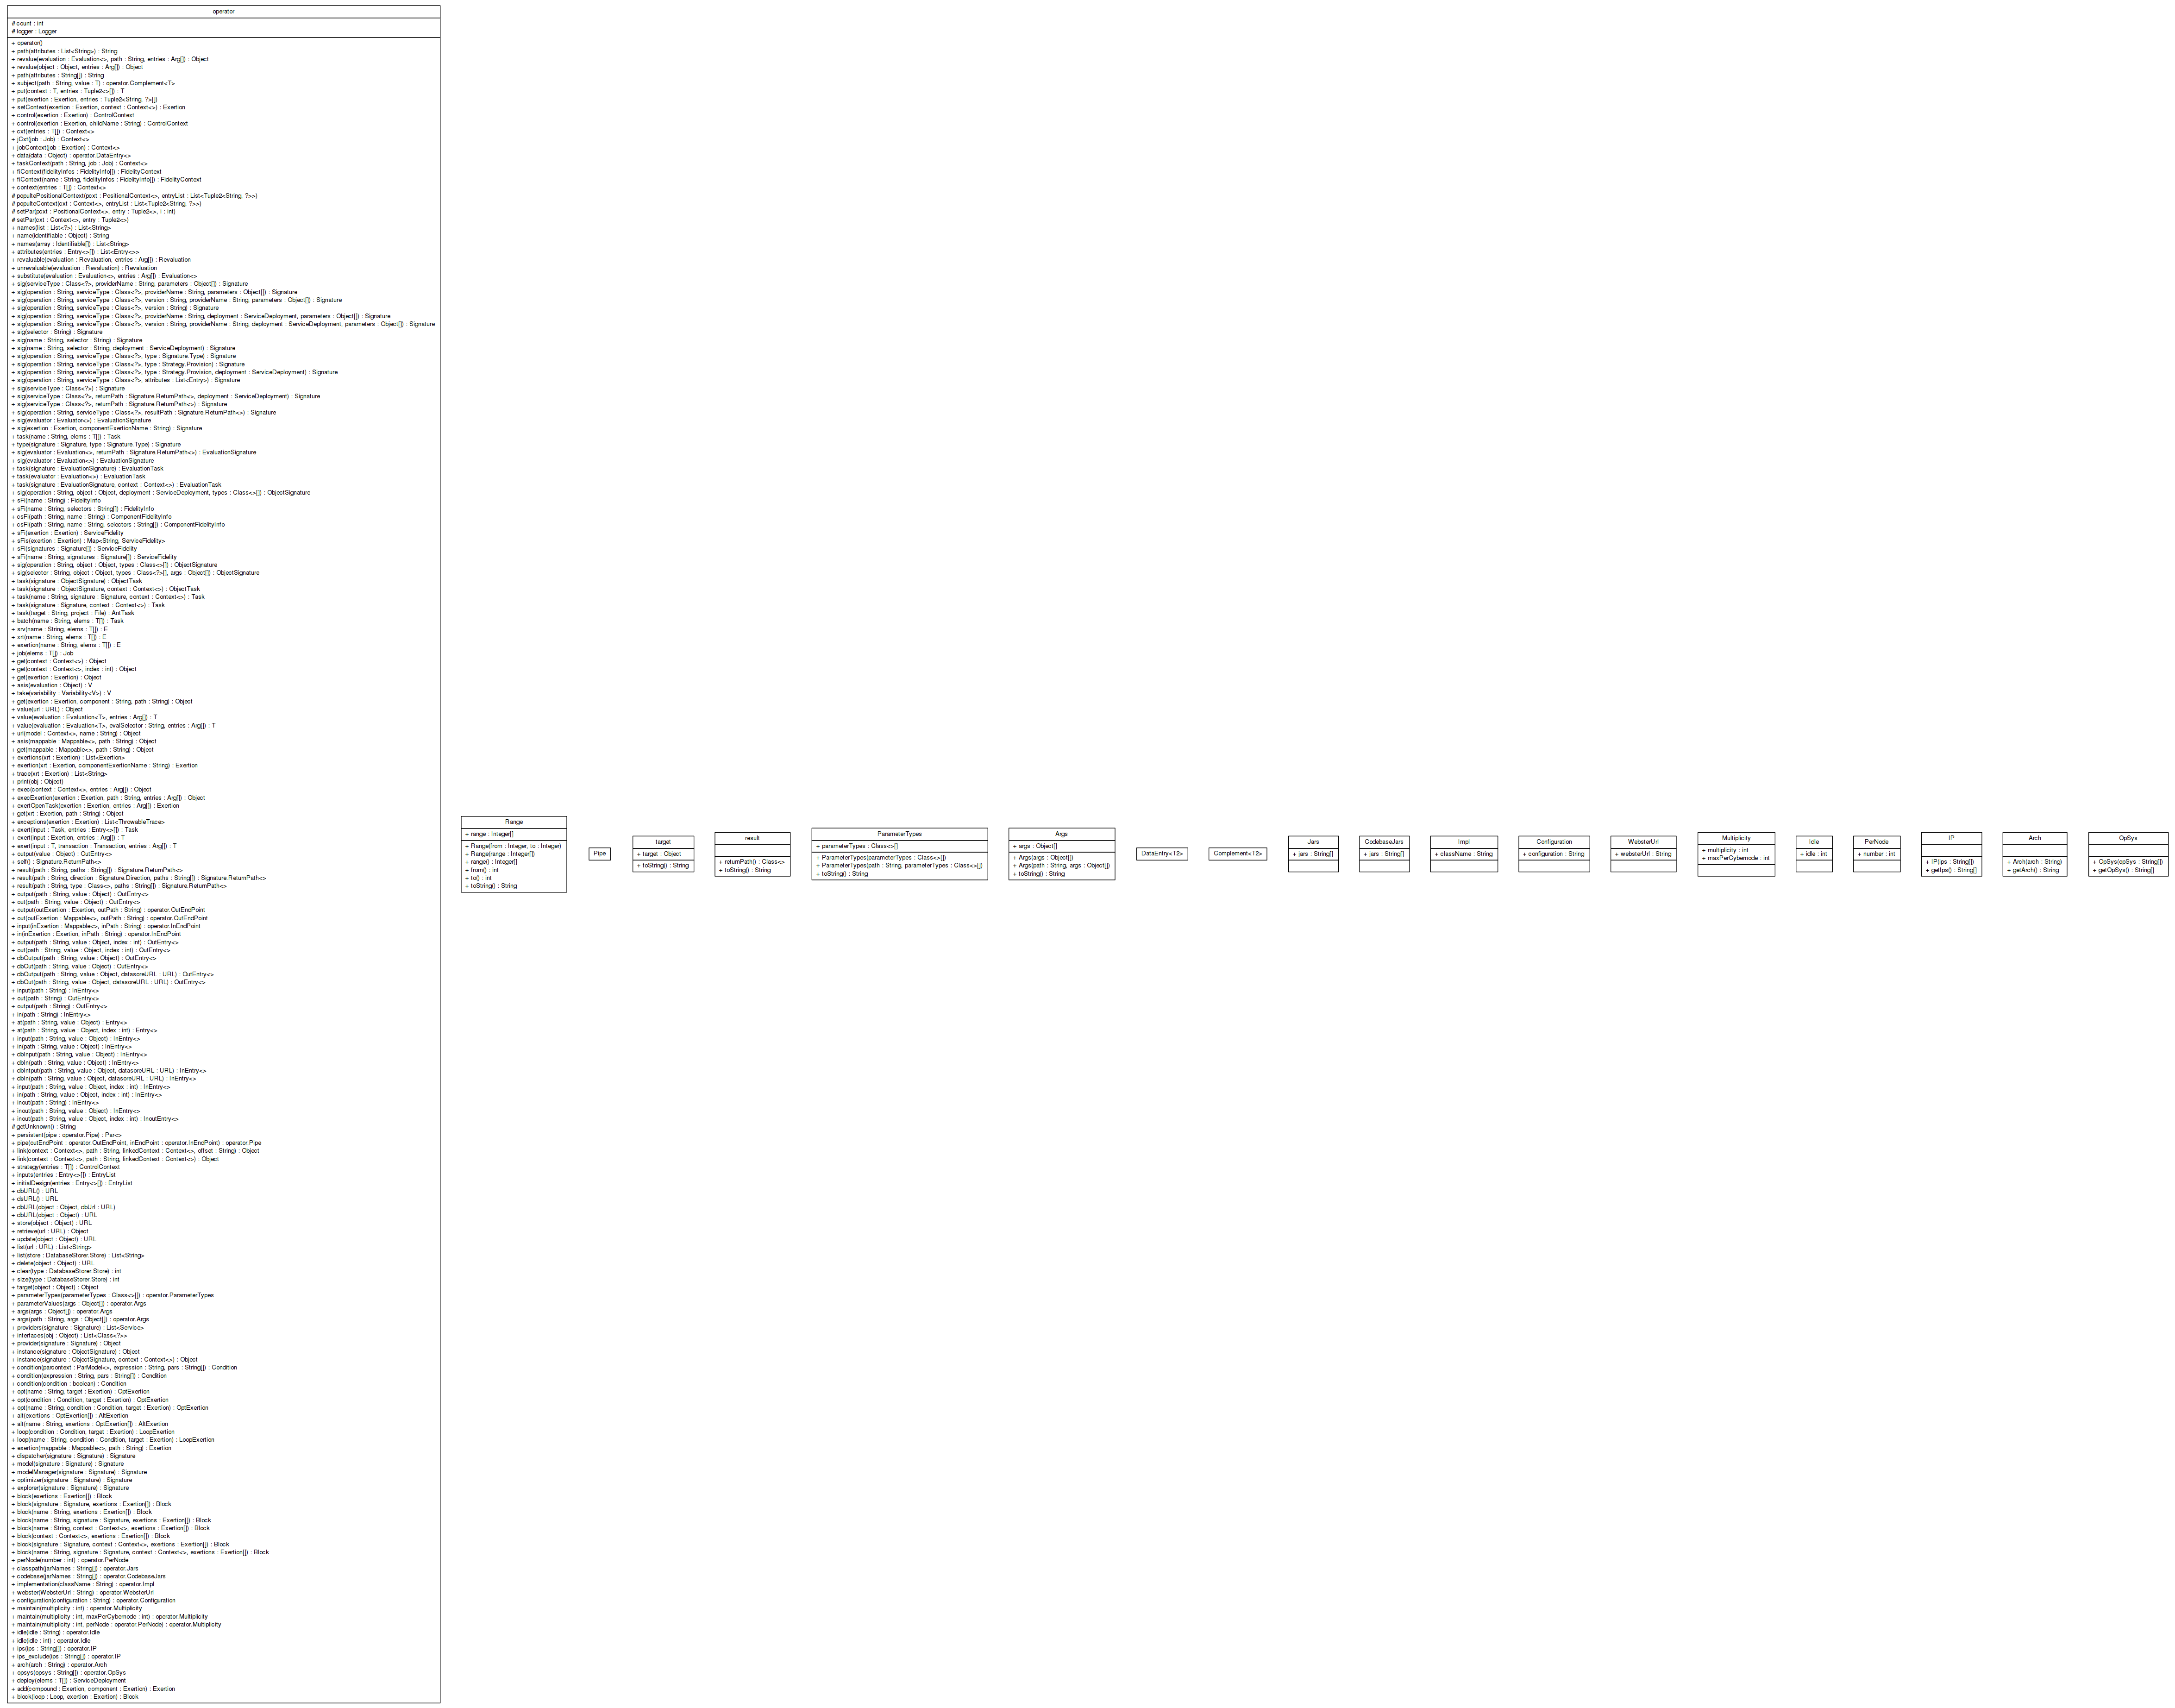 operator
# count : int
# logger : Logger
+ operator()
+ path(attributes : List<String>) : String
+ revalue(evaluation : Evaluation<>, path : String, entries : Arg[]) : Object
+ revalue(object : Object, entries : Arg[]) : Object
+ path(attributes : String[]) : String
+ subject(path : String, value : T) : operator.Complement<T>
+ put(context : T, entries : Tuple2<>[]) : T
+ put(exertion : Exertion, entries : Tuple2<String, ?>[])
+ setContext(exertion : Exertion, context : Context<>) : Exertion
+ control(exertion : Exertion) : ControlContext
+ control(exertion : Exertion, childName : String) : ControlContext
+ cxt(entries : T[]) : Context<>
+ jCxt(job : Job) : Context<>
+ jobContext(job : Exertion) : Context<>
+ data(data : Object) : operator.DataEntry<>
+ taskContext(path : String, job : Job) : Context<>
+ fiContext(fidelityInfos : FidelityInfo[]) : FidelityContext
+ fiContext(name : String, fidelityInfos : FidelityInfo[]) : FidelityContext
+ context(entries : T[]) : Context<>
# popultePositionalContext(pcxt : PositionalContext<>, entryList : List<Tuple2<String, ?>>)
# populteContext(cxt : Context<>, entryList : List<Tuple2<String, ?>>)
# setPar(pcxt : PositionalContext<>, entry : Tuple2<>, i : int)
# setPar(cxt : Context<>, entry : Tuple2<>)
+ names(list : List<?>) : List<String>
+ name(identifiable : Object) : String
+ names(array : Identifiable[]) : List<String>
+ attributes(entries : Entry<>[]) : List<Entry<>>
+ revaluable(evaluation : Revaluation, entries : Arg[]) : Revaluation
+ unrevaluable(evaluation : Revaluation) : Revaluation
+ substitute(evaluation : Evaluation<>, entries : Arg[]) : Evaluation<>
+ sig(serviceType : Class<?>, providerName : String, parameters : Object[]) : Signature
+ sig(operation : String, serviceType : Class<?>, providerName : String, parameters : Object[]) : Signature
+ sig(operation : String, serviceType : Class<?>, version : String, providerName : String, parameters : Object[]) : Signature
+ sig(operation : String, serviceType : Class<?>, version : String) : Signature
+ sig(operation : String, serviceType : Class<?>, providerName : String, deployment : ServiceDeployment, parameters : Object[]) : Signature
+ sig(operation : String, serviceType : Class<?>, version : String, providerName : String, deployment : ServiceDeployment, parameters : Object[]) : Signature
+ sig(selector : String) : Signature
+ sig(name : String, selector : String) : Signature
+ sig(name : String, selector : String, deployment : ServiceDeployment) : Signature
+ sig(operation : String, serviceType : Class<?>, type : Signature.Type) : Signature
+ sig(operation : String, serviceType : Class<?>, type : Strategy.Provision) : Signature
+ sig(operation : String, serviceType : Class<?>, type : Strategy.Provision, deployment : ServiceDeployment) : Signature
+ sig(operation : String, serviceType : Class<?>, attributes : List<Entry>) : Signature
+ sig(serviceType : Class<?>) : Signature
+ sig(serviceType : Class<?>, returnPath : Signature.ReturnPath<>, deployment : ServiceDeployment) : Signature
+ sig(serviceType : Class<?>, returnPath : Signature.ReturnPath<>) : Signature
+ sig(operation : String, serviceType : Class<?>, resultPath : Signature.ReturnPath<>) : Signature
+ sig(evaluator : Evaluator<>) : EvaluationSignature
+ sig(exertion : Exertion, componentExertionName : String) : Signature
+ task(name : String, elems : T[]) : Task
+ type(signature : Signature, type : Signature.Type) : Signature
+ sig(evaluator : Evaluation<>, returnPath : Signature.ReturnPath<>) : EvaluationSignature
+ sig(evaluator : Evaluation<>) : EvaluationSignature
+ task(signature : EvaluationSignature) : EvaluationTask
+ task(evaluator : Evaluation<>) : EvaluationTask
+ task(signature : EvaluationSignature, context : Context<>) : EvaluationTask
+ sig(operation : String, object : Object, deployment : ServiceDeployment, types : Class<>[]) : ObjectSignature
+ sFi(name : String) : FidelityInfo
+ sFi(name : String, selectors : String[]) : FidelityInfo
+ csFi(path : String, name : String) : ComponentFidelityInfo
+ csFi(path : String, name : String, selectors : String[]) : ComponentFidelityInfo
+ sFi(exertion : Exertion) : ServiceFidelity
+ sFis(exertion : Exertion) : Map<String, ServiceFidelity>
+ sFi(signatures : Signature[]) : ServiceFidelity
+ sFi(name : String, signatures : Signature[]) : ServiceFidelity
+ sig(operation : String, object : Object, types : Class<>[]) : ObjectSignature
+ sig(selector : String, object : Object, types : Class<?>[], args : Object[]) : ObjectSignature
+ task(signature : ObjectSignature) : ObjectTask
+ task(signature : ObjectSignature, context : Context<>) : ObjectTask
+ task(name : String, signature : Signature, context : Context<>) : Task
+ task(signature : Signature, context : Context<>) : Task
+ task(target : String, project : File) : AntTask
+ batch(name : String, elems : T[]) : Task
+ srv(name : String, elems : T[]) : E
+ xrt(name : String, elems : T[]) : E
+ exertion(name : String, elems : T[]) : E
+ job(elems : T[]) : Job
+ get(context : Context<>) : Object
+ get(context : Context<>, index : int) : Object
+ get(exertion : Exertion) : Object
+ asis(evaluation : Object) : V
+ take(variability : Variability<V>) : V
+ get(exertion : Exertion, component : String, path : String) : Object
+ value(url : URL) : Object
+ value(evaluation : Evaluation<T>, entries : Arg[]) : T
+ value(evaluation : Evaluation<T>, evalSelector : String, entries : Arg[]) : T
+ url(model : Context<>, name : String) : Object
+ asis(mappable : Mappable<>, path : String) : Object
+ get(mappable : Mappable<>, path : String) : Object
+ exertions(xrt : Exertion) : List<Exertion>
+ exertion(xrt : Exertion, componentExertionName : String) : Exertion
+ trace(xrt : Exertion) : List<String>
+ print(obj : Object)
+ exec(context : Context<>, entries : Arg[]) : Object
+ execExertion(exertion : Exertion, path : String, entries : Arg[]) : Object
+ exertOpenTask(exertion : Exertion, entries : Arg[]) : Exertion
+ get(xrt : Exertion, path : String) : Object
+ exceptions(exertion : Exertion) : List<ThrowableTrace>
+ exert(input : Task, entries : Entry<>[]) : Task
+ exert(input : Exertion, entries : Arg[]) : T
+ exert(input : T, transaction : Transaction, entries : Arg[]) : T
+ output(value : Object) : OutEntry<>
+ self() : Signature.ReturnPath<>
+ result(path : String, paths : String[]) : Signature.ReturnPath<>
+ result(path : String, direction : Signature.Direction, paths : String[]) : Signature.ReturnPath<>
+ result(path : String, type : Class<>, paths : String[]) : Signature.ReturnPath<>
+ output(path : String, value : Object) : OutEntry<>
+ out(path : String, value : Object) : OutEntry<>
+ output(outExertion : Exertion, outPath : String) : operator.OutEndPoint
+ out(outExertion : Mappable<>, outPath : String) : operator.OutEndPoint
+ input(inExertion : Mappable<>, inPath : String) : operator.InEndPoint
+ in(inExertion : Exertion, inPath : String) : operator.InEndPoint
+ output(path : String, value : Object, index : int) : OutEntry<>
+ out(path : String, value : Object, index : int) : OutEntry<>
+ dbOutput(path : String, value : Object) : OutEntry<>
+ dbOut(path : String, value : Object) : OutEntry<>
+ dbOutput(path : String, value : Object, datasoreURL : URL) : OutEntry<>
+ dbOut(path : String, value : Object, datasoreURL : URL) : OutEntry<>
+ input(path : String) : InEntry<>
+ out(path : String) : OutEntry<>
+ output(path : String) : OutEntry<>
+ in(path : String) : InEntry<>
+ at(path : String, value : Object) : Entry<>
+ at(path : String, value : Object, index : int) : Entry<>
+ input(path : String, value : Object) : InEntry<>
+ in(path : String, value : Object) : InEntry<>
+ dbInput(path : String, value : Object) : InEntry<>
+ dbIn(path : String, value : Object) : InEntry<>
+ dbIntput(path : String, value : Object, datasoreURL : URL) : InEntry<>
+ dbIn(path : String, value : Object, datasoreURL : URL) : InEntry<>
+ input(path : String, value : Object, index : int) : InEntry<>
+ in(path : String, value : Object, index : int) : InEntry<>
+ inout(path : String) : InEntry<>
+ inout(path : String, value : Object) : InEntry<>
+ inout(path : String, value : Object, index : int) : InoutEntry<>
# getUnknown() : String
+ persistent(pipe : operator.Pipe) : Par<>
+ pipe(outEndPoint : operator.OutEndPoint, inEndPoint : operator.InEndPoint) : operator.Pipe
+ link(context : Context<>, path : String, linkedContext : Context<>, offset : String) : Object
+ link(context : Context<>, path : String, linkedContext : Context<>) : Object
+ strategy(entries : T[]) : ControlContext
+ inputs(entries : Entry<>[]) : EntryList
+ initialDesign(entries : Entry<>[]) : EntryList
+ dbURL() : URL
+ dsURL() : URL
+ dbURL(object : Object, dbUrl : URL)
+ dbURL(object : Object) : URL
+ store(object : Object) : URL
+ retrieve(url : URL) : Object
+ update(object : Object) : URL
+ list(url : URL) : List<String>
+ list(store : DatabaseStorer.Store) : List<String>
+ delete(object : Object) : URL
+ clear(type : DatabaseStorer.Store) : int
+ size(type : DatabaseStorer.Store) : int
+ target(object : Object) : Object
+ parameterTypes(parameterTypes : Class<>[]) : operator.ParameterTypes
+ parameterValues(args : Object[]) : operator.Args
+ args(args : Object[]) : operator.Args
+ args(path : String, args : Object[]) : operator.Args
+ providers(signature : Signature) : List<Service>
+ interfaces(obj : Object) : List<Class<?>>
+ provider(signature : Signature) : Object
+ instance(signature : ObjectSignature) : Object
+ instance(signature : ObjectSignature, context : Context<>) : Object
+ condition(parcontext : ParModel<>, expression : String, pars : String[]) : Condition
+ condition(expression : String, pars : String[]) : Condition
+ condition(condition : boolean) : Condition
+ opt(name : String, target : Exertion) : OptExertion
+ opt(condition : Condition, target : Exertion) : OptExertion
+ opt(name : String, condition : Condition, target : Exertion) : OptExertion
+ alt(exertions : OptExertion[]) : AltExertion
+ alt(name : String, exertions : OptExertion[]) : AltExertion
+ loop(condition : Condition, target : Exertion) : LoopExertion
+ loop(name : String, condition : Condition, target : Exertion) : LoopExertion
+ exertion(mappable : Mappable<>, path : String) : Exertion
+ dispatcher(signature : Signature) : Signature
+ model(signature : Signature) : Signature
+ modelManager(signature : Signature) : Signature
+ optimizer(signature : Signature) : Signature
+ explorer(signature : Signature) : Signature
+ block(exertions : Exertion[]) : Block
+ block(signature : Signature, exertions : Exertion[]) : Block
+ block(name : String, exertions : Exertion[]) : Block
+ block(name : String, signature : Signature, exertions : Exertion[]) : Block
+ block(name : String, context : Context<>, exertions : Exertion[]) : Block
+ block(context : Context<>, exertions : Exertion[]) : Block
+ block(signature : Signature, context : Context<>, exertions : Exertion[]) : Block
+ block(name : String, signature : Signature, context : Context<>, exertions : Exertion[]) : Block
+ perNode(number : int) : operator.PerNode
+ classpath(jarNames : String[]) : operator.Jars
+ codebase(jarNames : String[]) : operator.CodebaseJars
+ implementation(className : String) : operator.Impl
+ webster(WebsterUrl : String) : operator.WebsterUrl
+ configuration(configuration : String) : operator.Configuration
+ maintain(multiplicity : int) : operator.Multiplicity
+ maintain(multiplicity : int, maxPerCybernode : int) : operator.Multiplicity
+ maintain(multiplicity : int, perNode : operator.PerNode) : operator.Multiplicity
+ idle(idle : String) : operator.Idle
+ idle(idle : int) : operator.Idle
+ ips(ips : String[]) : operator.IP
+ ips_exclude(ips : String[]) : operator.IP
+ arch(arch : String) : operator.Arch
+ opsys(opsys : String[]) : operator.OpSys
+ deploy(elems : T[]) : ServiceDeployment
+ add(compound : Exertion, component : Exertion) : Exertion
+ block(loop : Loop, exertion : Exertion) : Block
Range
+ range : Integer[]
+ Range(from : Integer, to : Integer)
+ Range(range : Integer[])
+ range() : Integer[]
+ from() : int
+ to() : int
+ toString() : String
Pipe
target
+ target : Object
+ toString() : String
result
+ returnPath() : Class<>
+ toString() : String
ParameterTypes
+ parameterTypes : Class<>[]
+ ParameterTypes(parameterTypes : Class<>[])
+ ParameterTypes(path : String, parameterTypes : Class<>[])
+ toString() : String
Args
+ args : Object[]
+ Args(args : Object[])
+ Args(path : String, args : Object[])
+ toString() : String
DataEntry<T2>
Complement<T2>
Jars
+ jars : String[]
CodebaseJars
+ jars : String[]
Impl
+ className : String
Configuration
+ configuration : String
WebsterUrl
+ websterUrl : String
Multiplicity
+ multiplicity : int
+ maxPerCybernode : int
Idle
+ idle : int
PerNode
+ number : int
IP
+ IP(ips : String[])
+ getIps() : String[]
Arch
+ Arch(arch : String)
+ getArch() : String
OpSys
+ OpSys(opSys : String[])
+ getOpSys() : String[]